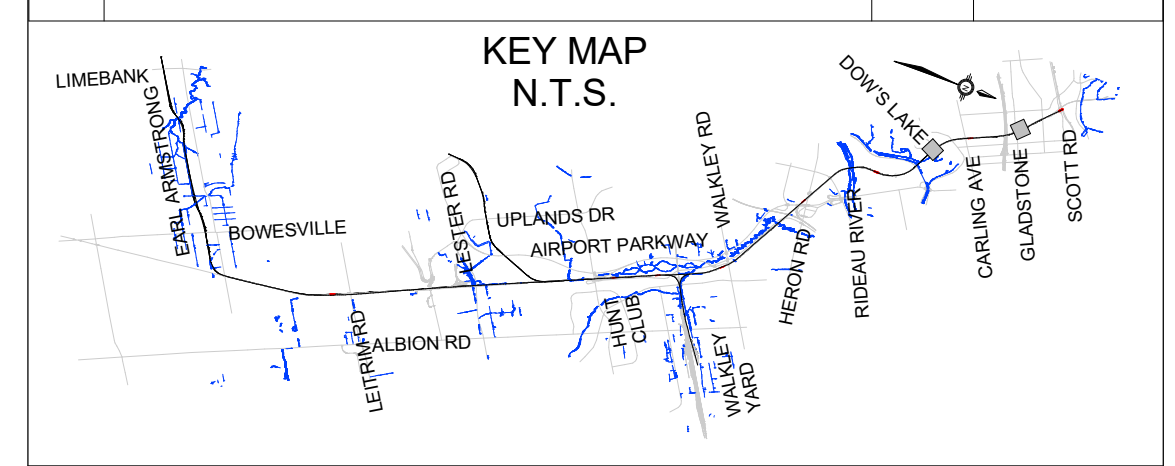 KEY MAP
N.T.S.
LIMEBANK
EARL ARMSTRONG
BOWESVILLE
LEITRIM RD
ALBION RD
LESTER RD
UPLANDS DR
AIRPORT PARKWAY
HUNT
CLUB
WALKLEY RD
WALKLEY
YARD
HERON RD
RIDEAU RIVER
DOW'S LAKE
N
CARLING AVE
GLADSTONE
SCOTT RD